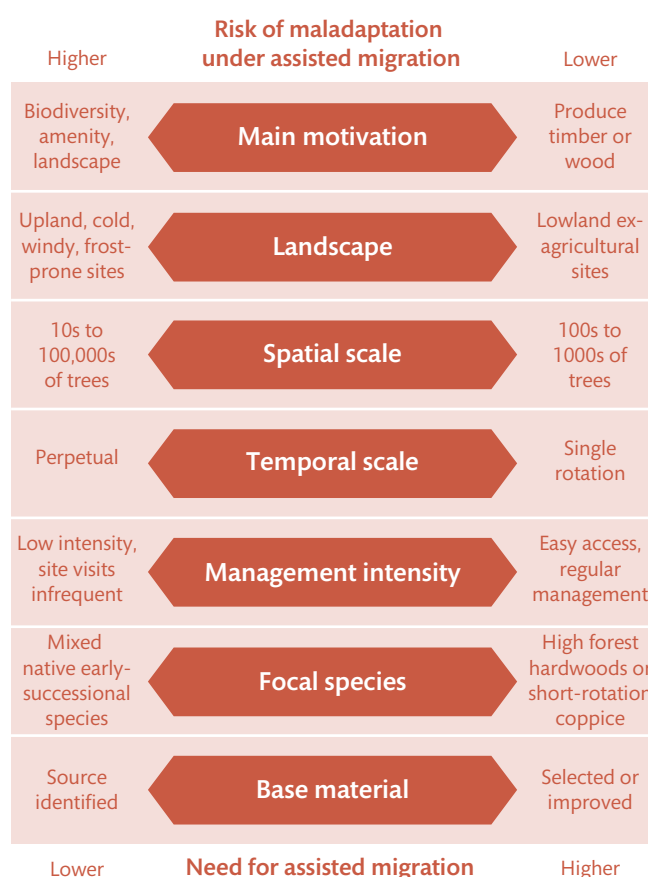 Risk of maladaptation
Higher under assisted migration Lower
Biodiversity,
amenity,
landscape
Main motivation
Produce
timber or
wood
Upland, cold,
windy, frost-
prone sites
Landscape
Lowland ex-
agricultural
sites
10s to
100,000s
of trees
Spatial scale
100s to
1000s of
trees
Perpetual
Temporal scale
Single
rotation
Low intensity,
site visits
infrequent
Management intensity
Easy access,
regular
management
Mixed
native early-
successional
species
Focal species
High forest
hardwoods or
short-rotation
coppice
Source
identified
Base material
Selected or
improved
Lower Need for assisted migration Higher